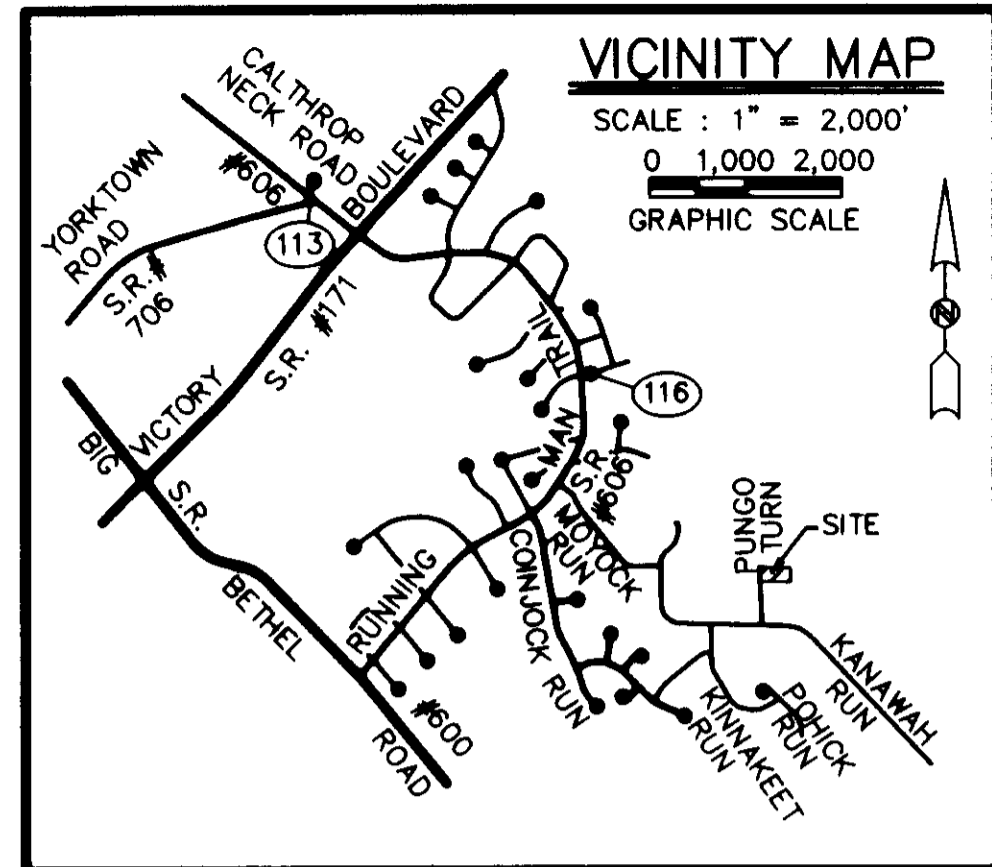 VICINITY MAP
SCALE : 1" = 2,000'
0 1,000 2,000
GRAPHIC SCALE
CALTHROP
NECK ROAD
#606
BOULEVARD
YORKTOWN
ROAD
S.R.#
706
113
S.R. #171
VICTORY
TRAIL
116
MAN
S.R.
#606
BIG
S.R.
BETHEL
RUNNING
#600
ROAD
MOYOCK
RUN
COINJOCK RUN
PUNGO
TURN
SITE
N
KANAWAH
RUN
KINNAKEET
RUN
POHICK
RUN